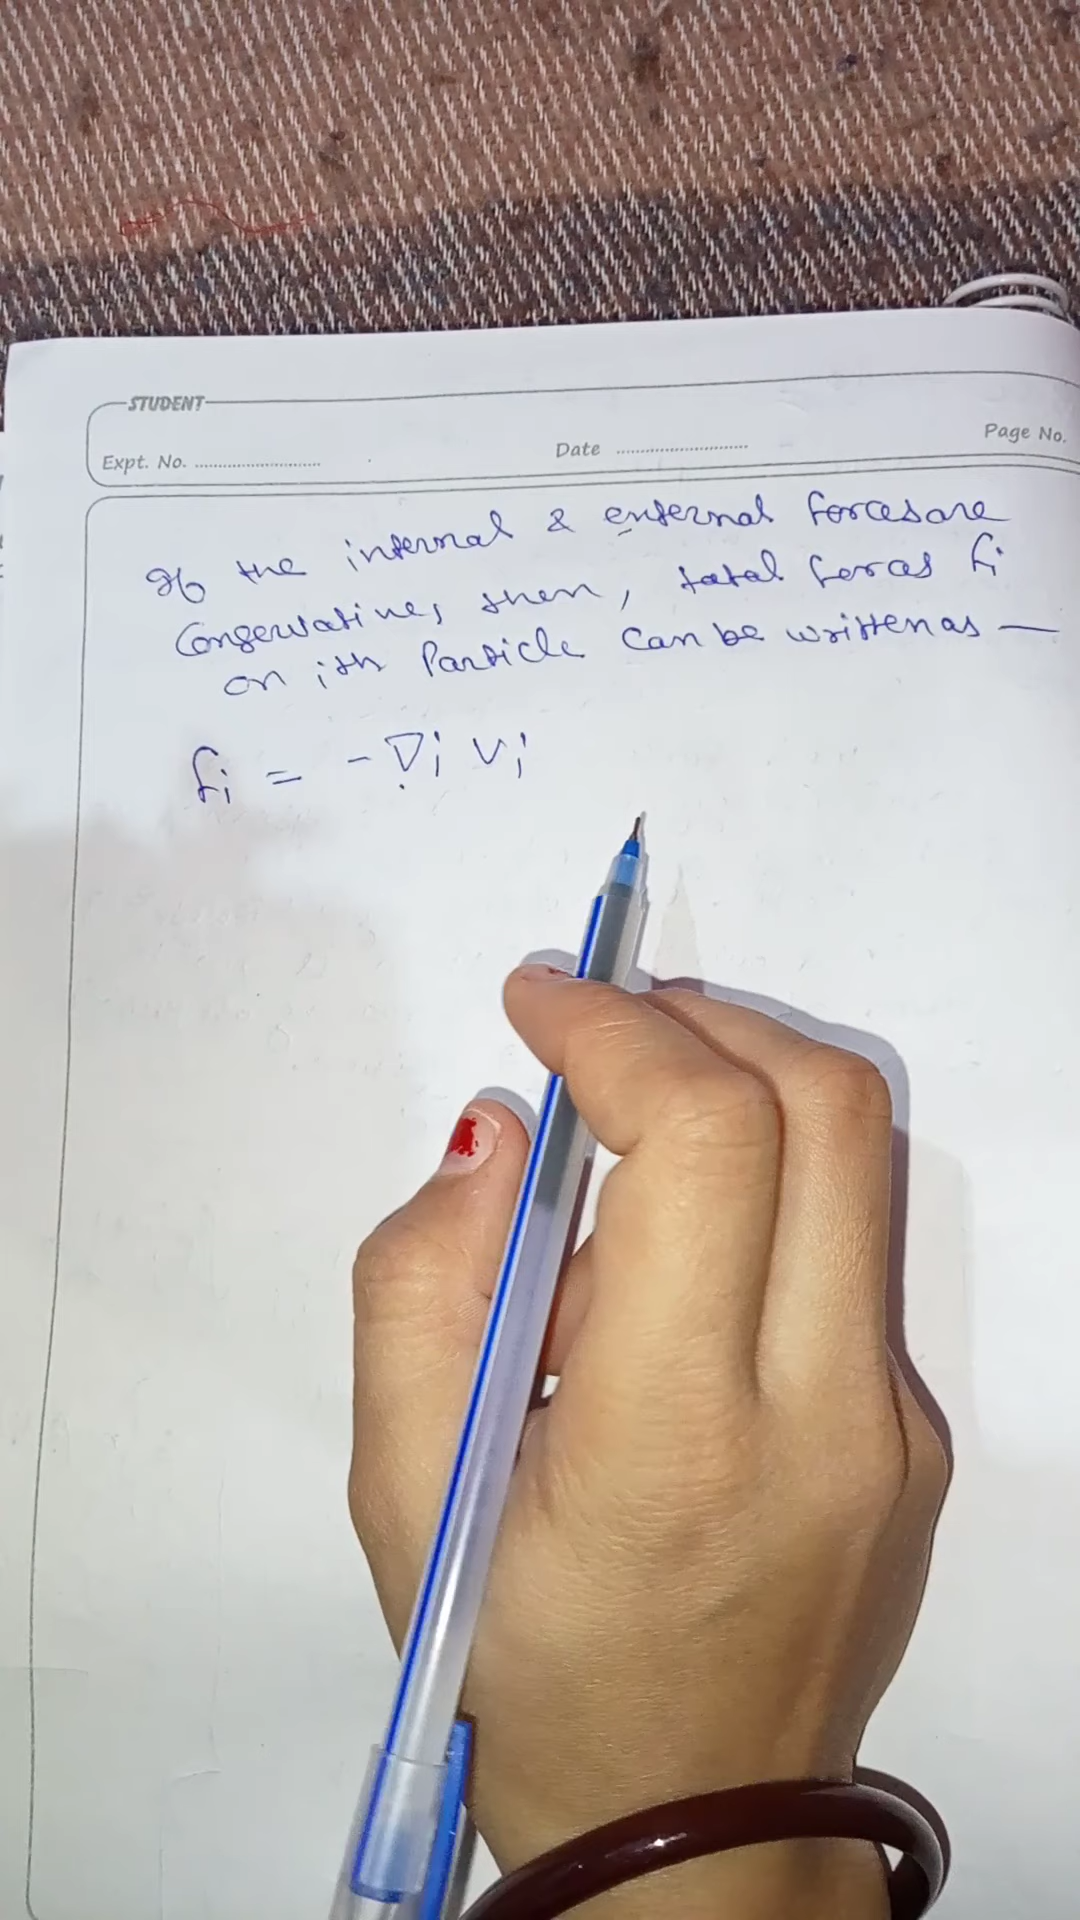 STUDENT
Expt. No. ............................
Date ............................
Page No.
If the internal & external forces are
Conservative, then, total forces fi
on ith Particle can be written as —
fi = -∇i vi